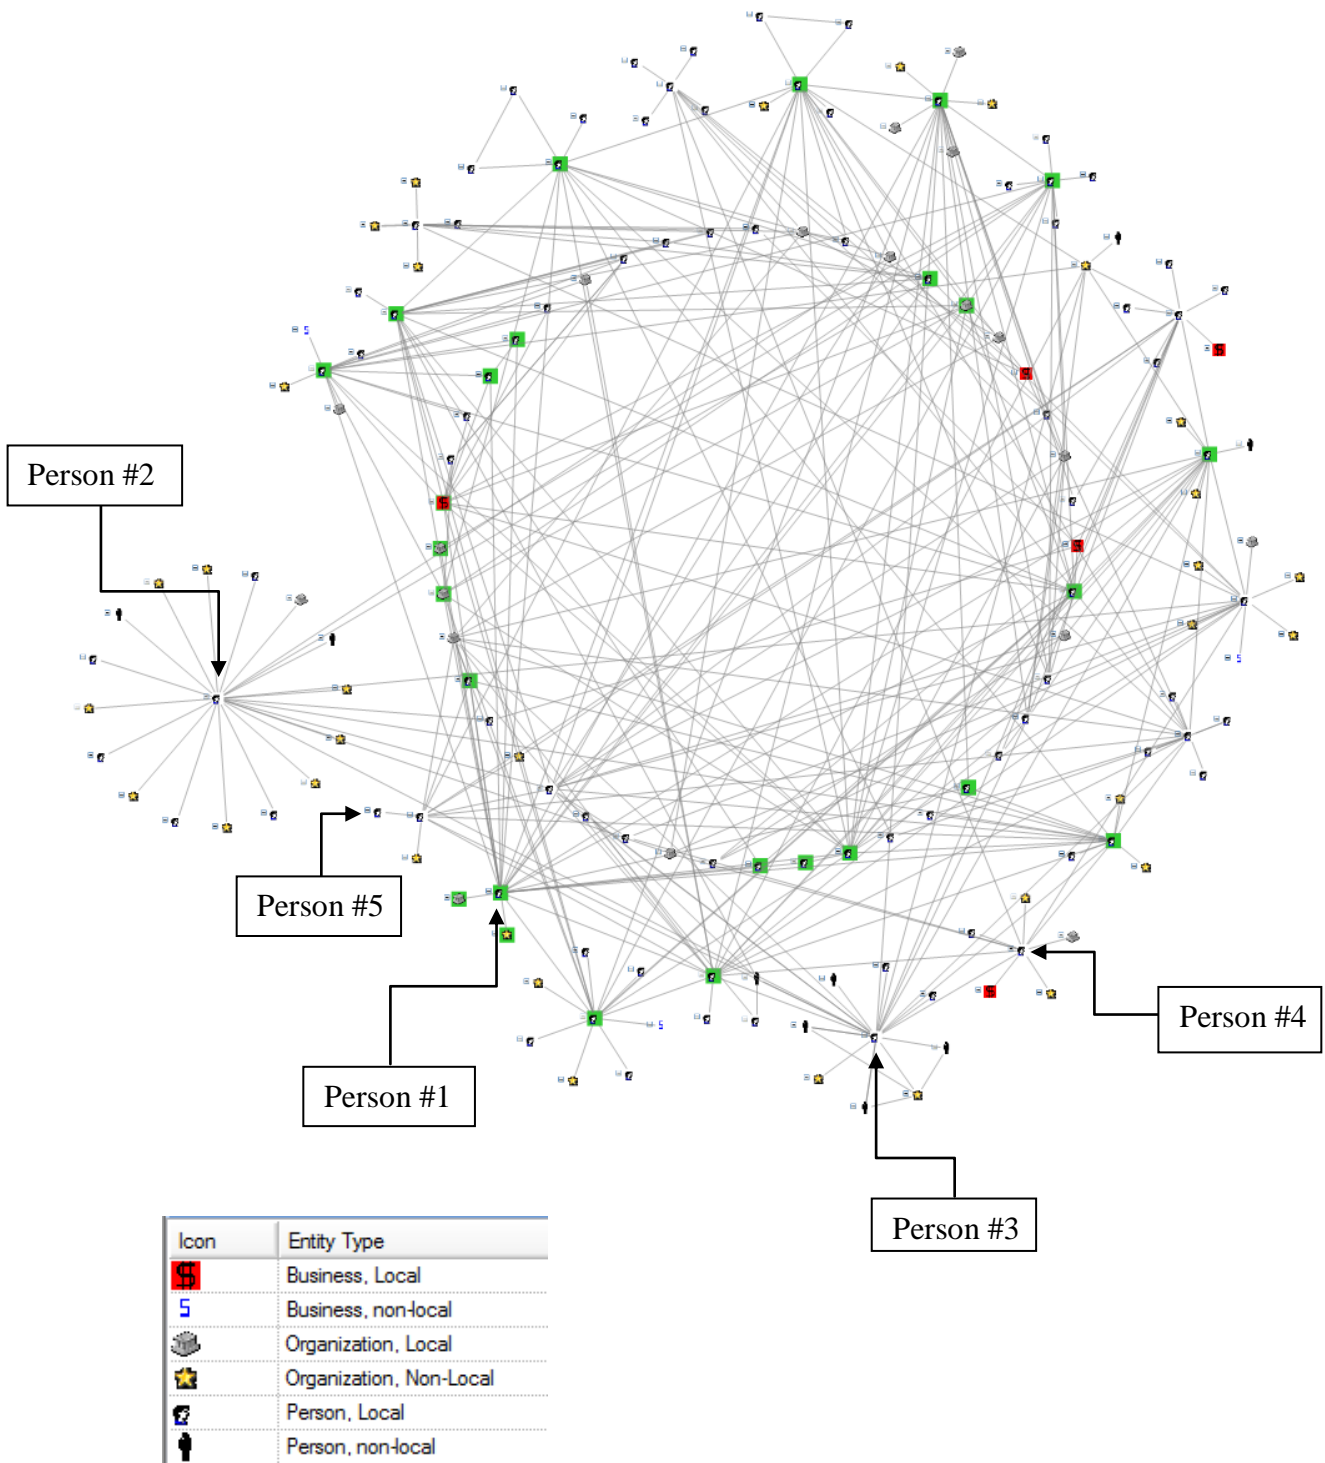 Person #2
Person #5
Person #4
Person #1
Person #3
Icon Entity Type
Business, Local
Business, non-local
Organization, Local
Organization, Non-Local
Person, Local
Person, non-local